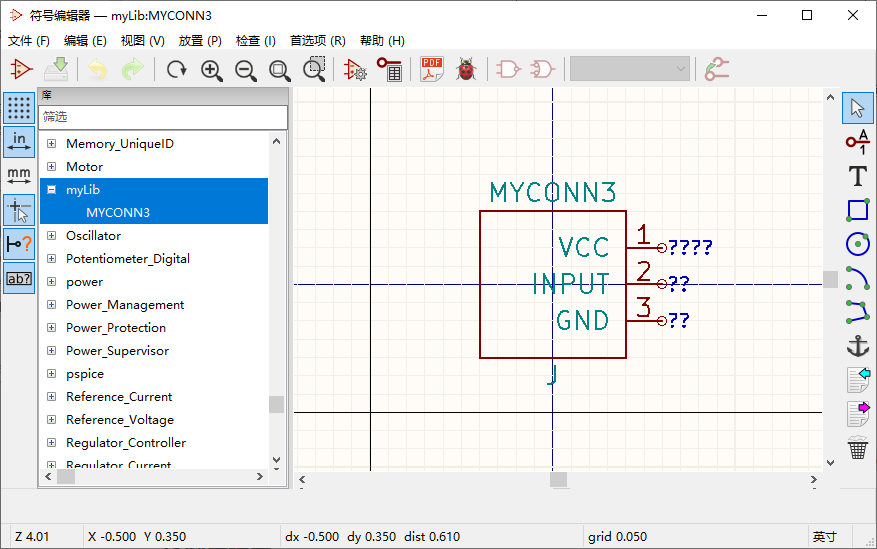 符号编辑器 — myLib:MYCONN3
文件 (F) 编辑 (E) 视图 (V) 放置 (P) 检查 (I) 首选项 (R) 帮助 (H)
PDF
库
筛选
in
mm
ab?
Memory_UniqueID
Motor
myLib
MYCONN3
Oscillator
Potentiometer_Digital
power
Power_Management
Power_Protection
Power_Supervisor
pspice
Reference_Current
Reference_Voltage
Regulator_Controller
Regulator_Current
MYCONN3
VCC 1 ????
INPUT 2 ??
GND 3 ??
J
A
1
T
Z 4.01 X -0.500 Y 0.350 dx -0.500 dy 0.350 dist 0.610 grid 0.050 英寸